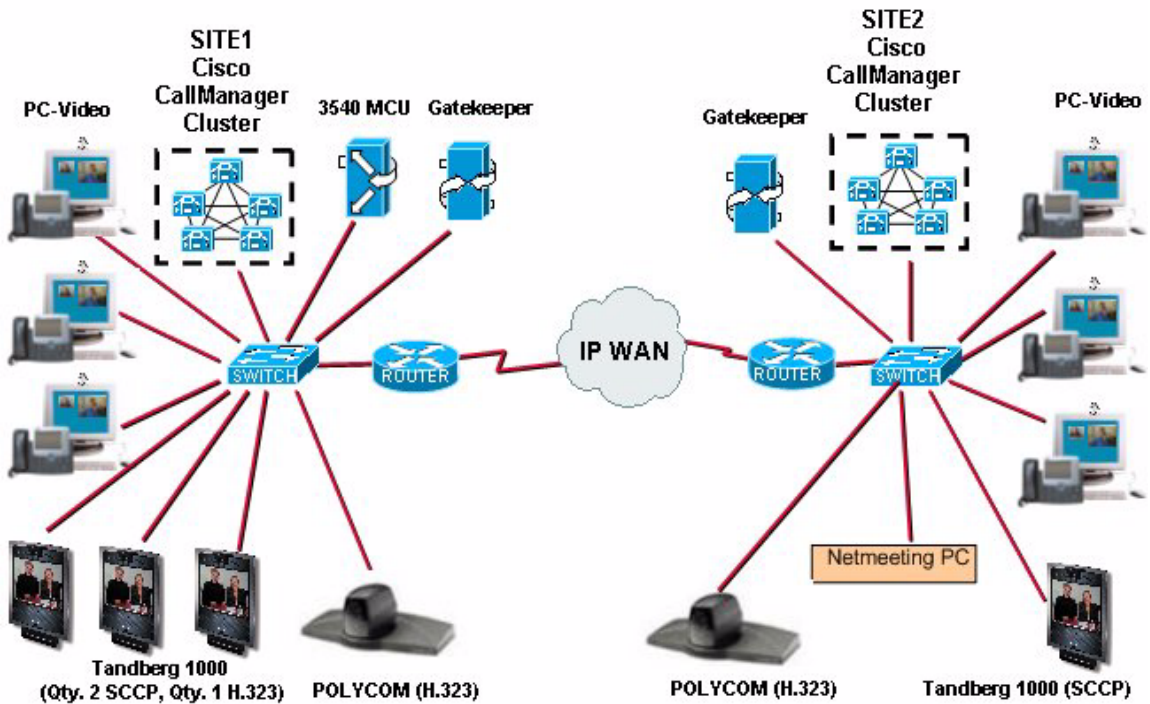 SITE1
Cisco
CallManager
Cluster
PC-Video
3540 MCU
Gatekeeper
SITE2
Cisco
CallManager
Cluster
Gatekeeper
PC-Video
SWITCH
ROUTER
IP WAN
ROUTER
SWITCH
Netmeeting PC
Tandberg 1000
(Qty. 2 SCCP, Qty. 1 H.323)
POLYCOM (H.323)
POLYCOM (H.323)
Tandberg 1000 (SCCP)